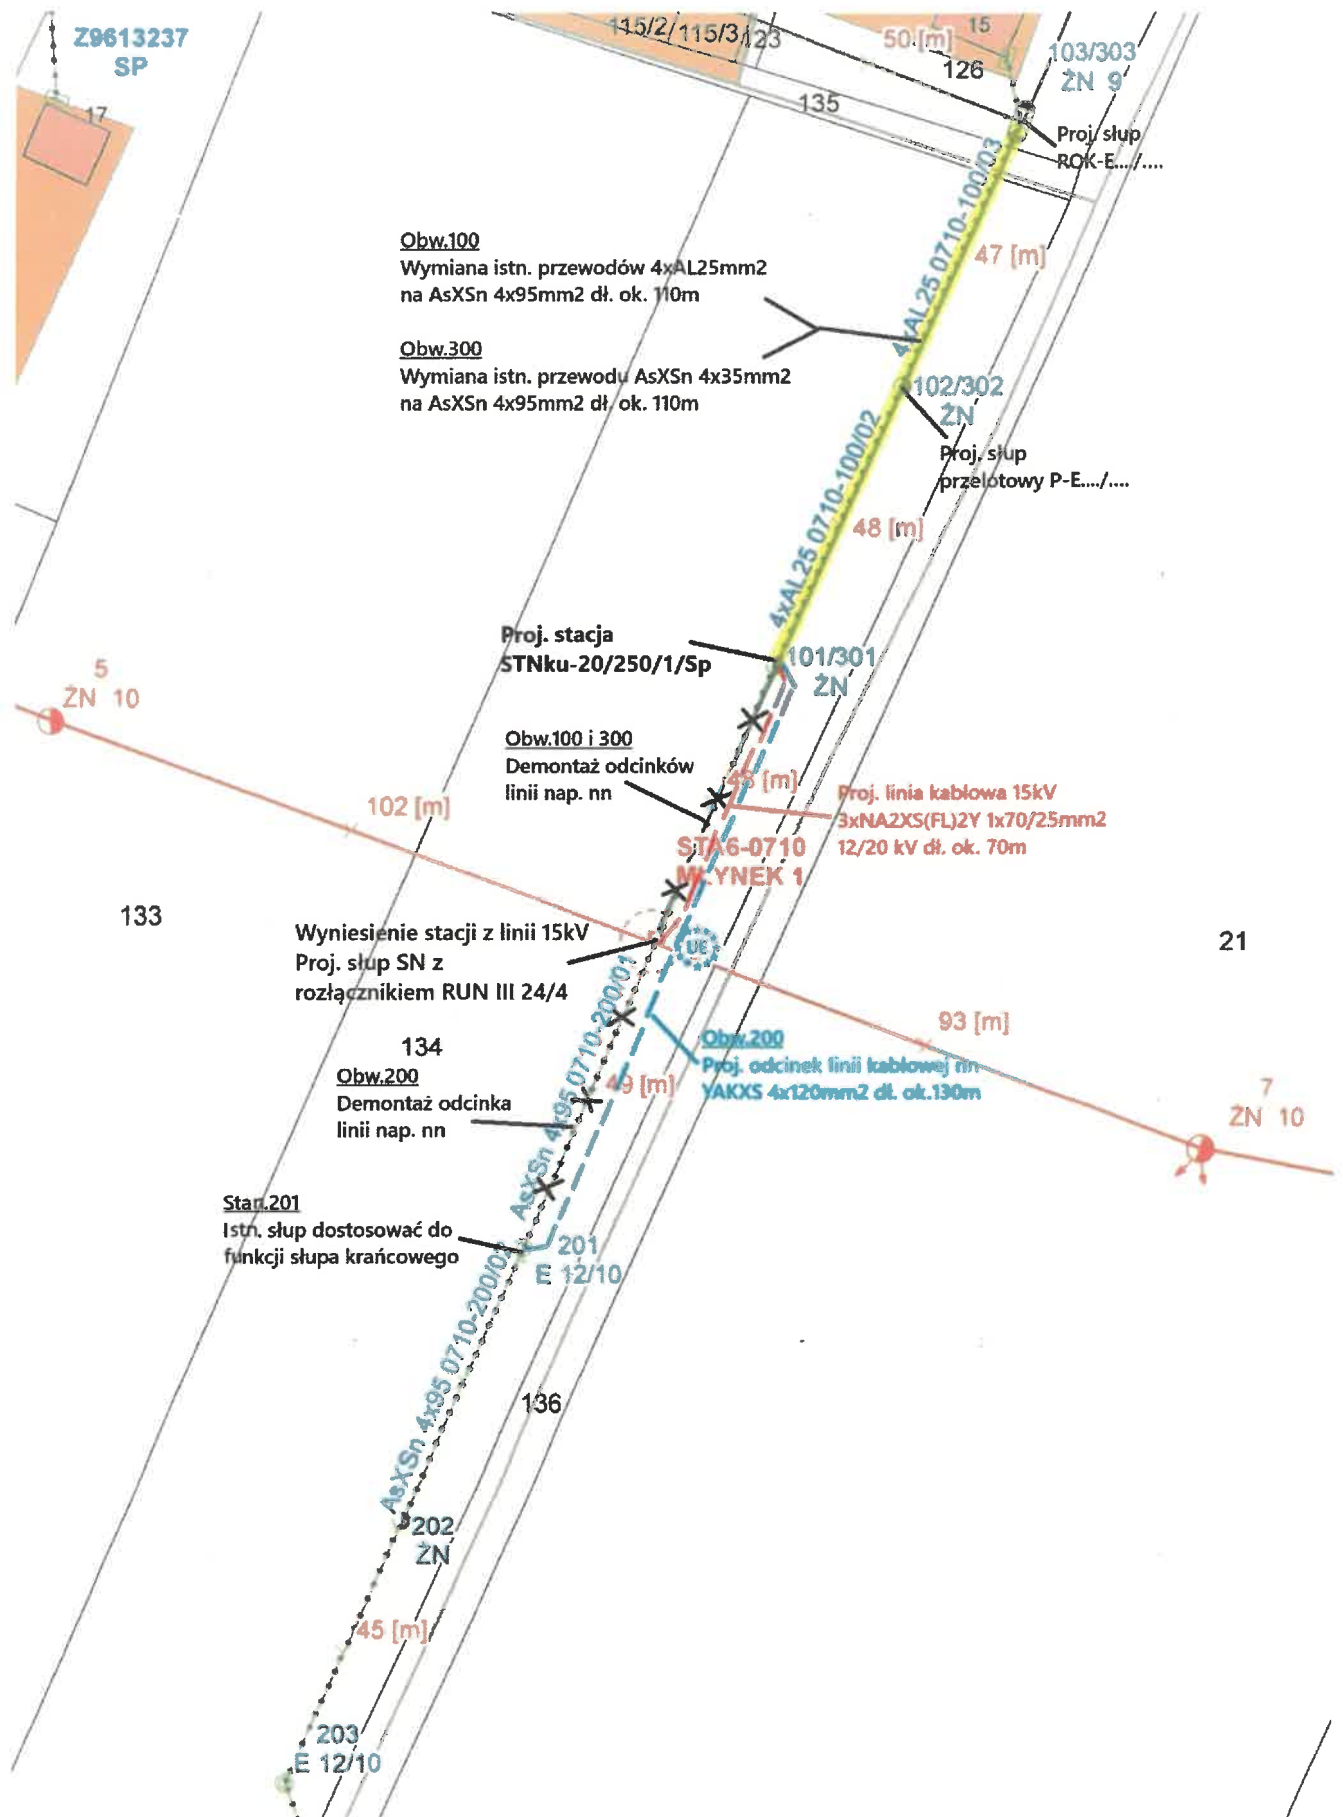 Z9613237
SP
17
115/2/ 115/3/ 123
15
50 [m]
126
103/303
ŻN 9
135
Proj. słup
ROK-E..../....
4xAL25 0710-100/03
47 [m]
Obw.100
Wymiana istn. przewodów 4xAL25mm2
na AsXSn 4x95mm2 dł. ok. 110m
Obw.300
Wymiana istn. przewodu AsXSn 4x35mm2
na AsXSn 4x95mm2 dł. ok. 110m
102/302
ŻN
Proj. słup
przelotowy P-E..../....
4xAL25 0710-100/02
48 [m]
Proj. stacja
STNku-20/250/1/Sp
101/301
ŻN
5
ŻN 10
Obw.100 i 300
Demontaż odcinków
linii nap. nn
48 [m]
102 [m]
Proj. linia kablowa 15kV
3xNA2XS(FL)2Y 1x70/25mm2
12/20 kV dł. ok. 70m
STA6-0710
MŁYNEK 1
133
Wyniesienie stacji z linii 15kV
Proj. słup SN z
rozłącznikiem RUN III 24/4
UE
21
93 [m]
134
Obw.200
Proj. odcinek linii kablowej nn
YAKXS 4x120mm2 dł. ok.130m
Obw.200
Demontaż odcinka
linii nap. nn
49 [m]
AsXSn 4x95 0710-200/01
7
ŻN 10
Stan.201
Istn. słup dostosować do
funkcji słupa krańcowego
201
E 12/10
AsXSn 4x95 0710-200/02
136
202
ŻN
45 [m]
203
E 12/10